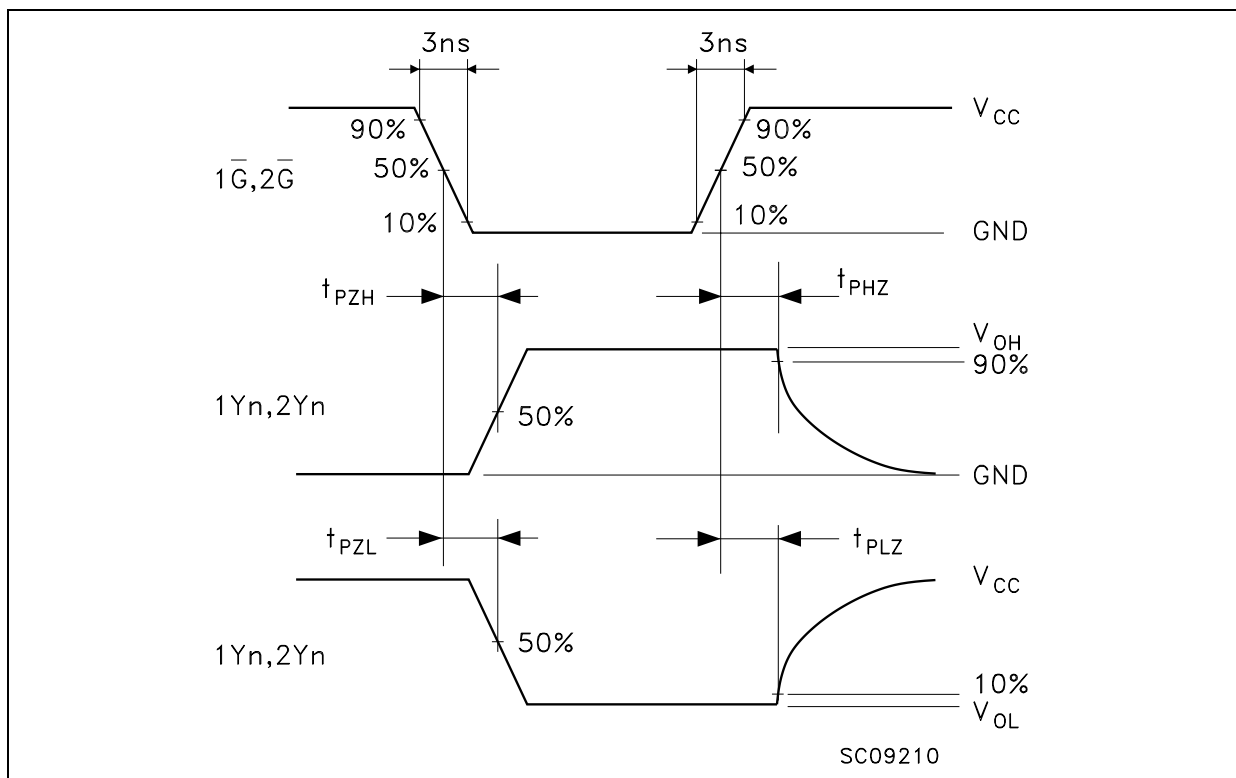 3ns 3ns
90% 90% V_CC
1G̅,2G̅ 50% 50%
10% 10% GND
t_PZH t_PHZ
V_OH
90%
1Yn,2Yn 50%
GND
t_PZL t_PLZ
V_CC
1Yn,2Yn 50%
10%
V_OL
SC09210